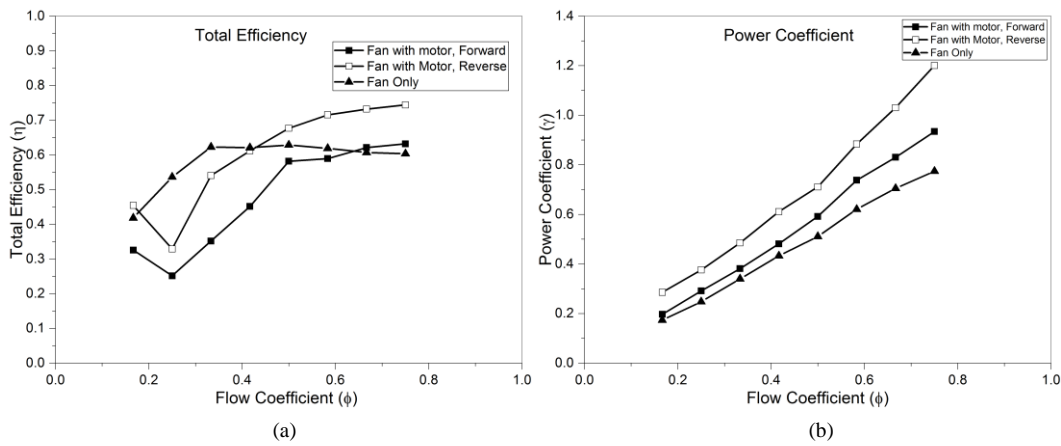 Total Efficiency
Fan with motor, Forward
Fan with Motor, Reverse
Fan Only
Total Efficiency (η)
1.0
0.9
0.8
0.7
0.6
0.5
0.4
0.3
0.2
0.1
0.0
0.0 0.2 0.4 0.6 0.8 1.0
Flow Coefficient (ϕ)
(a)
Power Coefficient
Fan with motor, Forward
Fan with Motor, Reverse
Fan Only
Power Coefficient (γ)
1.4
1.2
1.0
0.8
0.6
0.4
0.2
0.0
0.0 0.2 0.4 0.6 0.8 1.0
Flow Coefficient (ϕ)
(b)